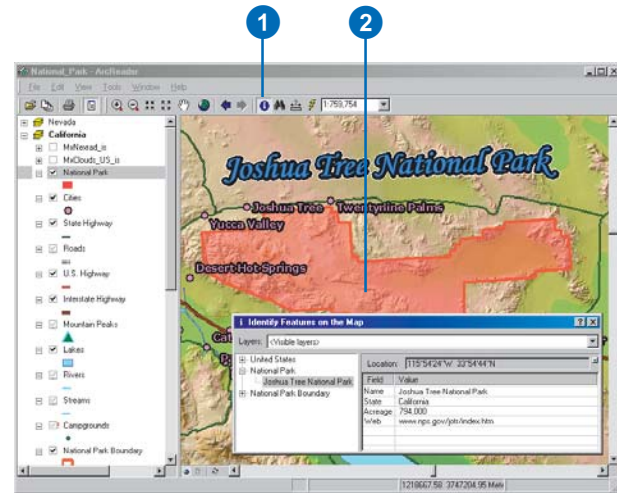 1
2
National_Park - ArcReader
File Edit View Tools Window Help
1:759,754
Nevada
California
MxNexrad_is
MxClouds_US_is
National Park
Cities
State Highway
Roads
U.S. Highway
Interstate Highway
Mountain Peaks
Lakes
Rivers
Streams
Campgrounds
National Park Boundary
Joshua Tree National Park
Joshua Tree
Twentynine Palms
Yucca Valley
Desert Hot Springs
Cat
Identify Features on the Map
Layers: <Visible layers>
United States
National Park
Joshua Tree National Park
National Park Boundary
Location: 115°54'24"W 33°54'44"N
Field Value
Name Joshua Tree National Park
State California
Acreage 794,000
Web www.nps.gov/jotr/index.htm
1218667.58 3747204.95 Mete